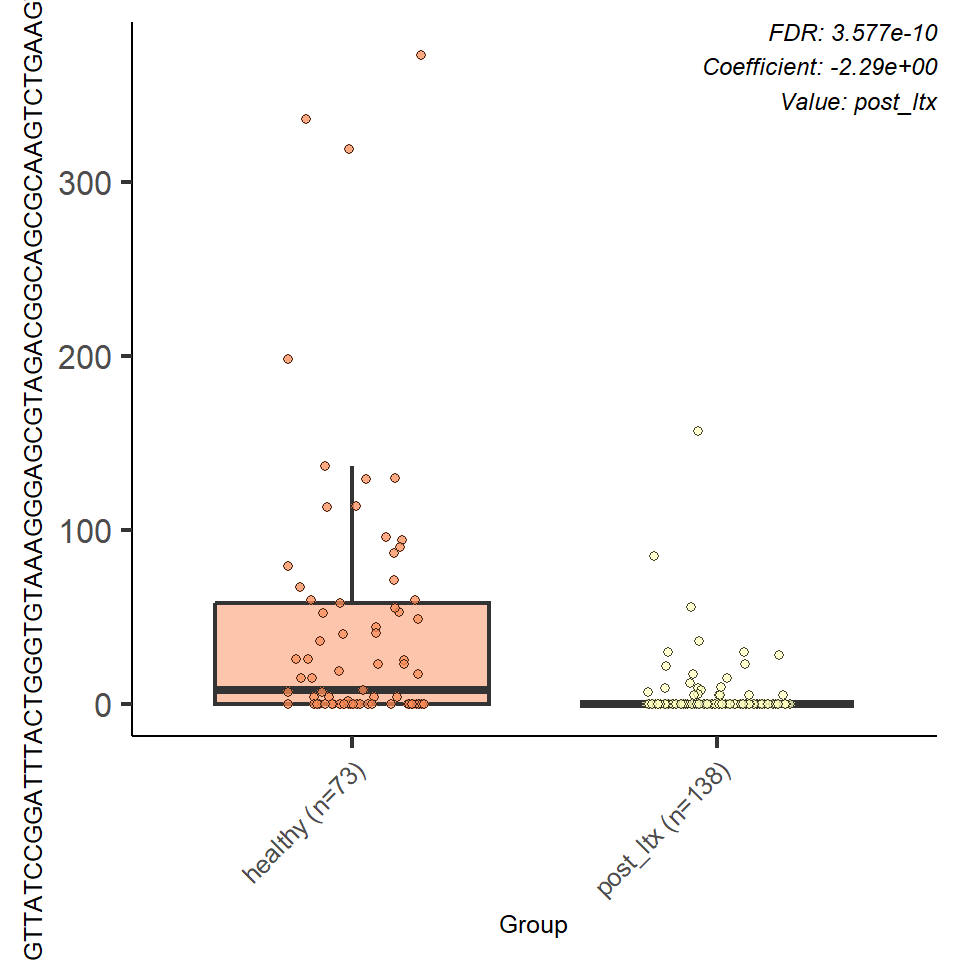 FDR: 3.577e-10
Coefficient: -2.29e+00
Value: post_ltx
GTTATCCGGATTTACTGGGTGTAAAGGGAGCGTAGACGGCAGCGCAAGTCTGAAG
300
200
100
0
healthy (n=73)
post_ltx (n=138)
Group